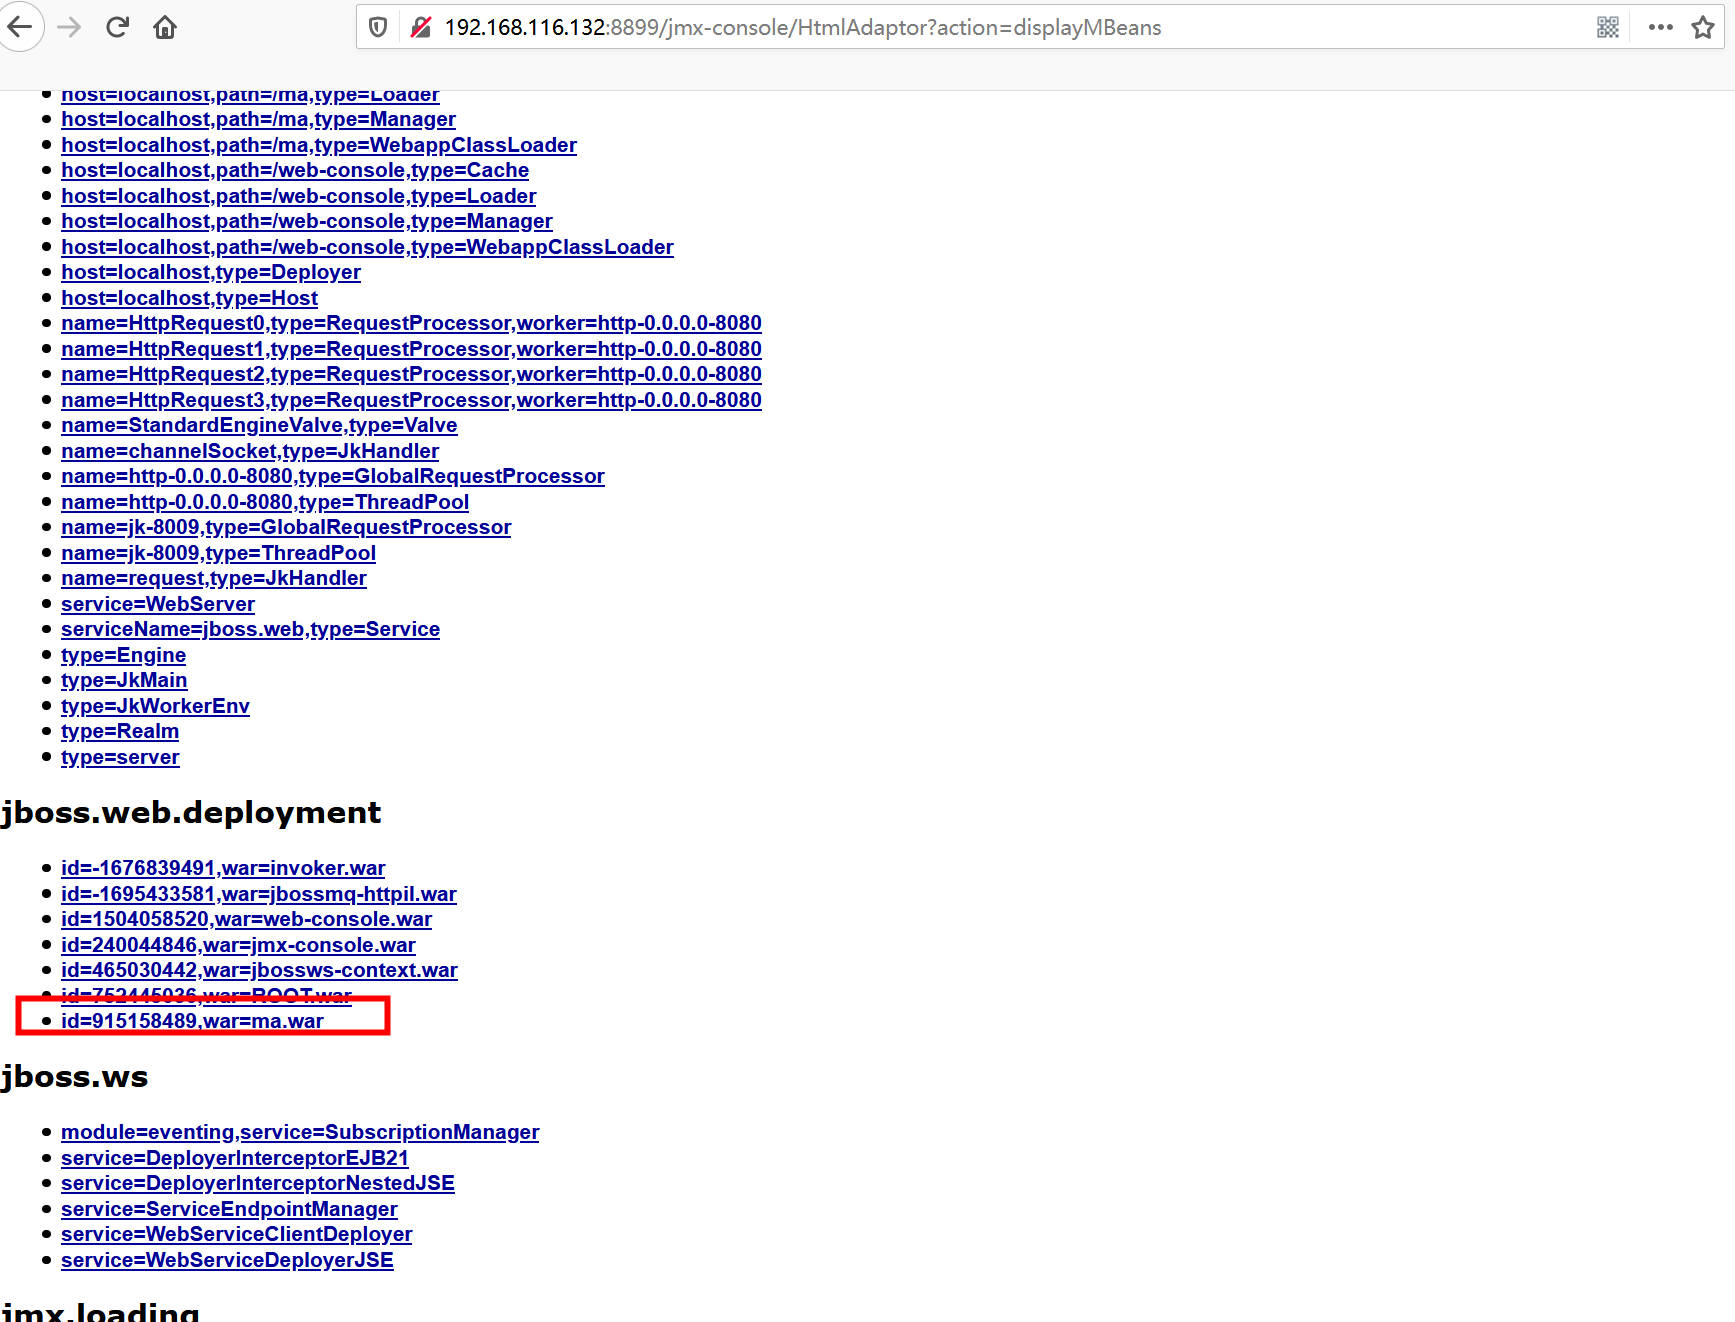 192.168.116.132:8899/jmx-console/HtmlAdaptor?action=displayMBeans
host=localhost,path=/ma,type=Loader
host=localhost,path=/ma,type=Manager
host=localhost,path=/ma,type=WebappClassLoader
host=localhost,path=/web-console,type=Cache
host=localhost,path=/web-console,type=Loader
host=localhost,path=/web-console,type=Manager
host=localhost,path=/web-console,type=WebappClassLoader
host=localhost,type=Deployer
host=localhost,type=Host
name=HttpRequest0,type=RequestProcessor,worker=http-0.0.0.0-8080
name=HttpRequest1,type=RequestProcessor,worker=http-0.0.0.0-8080
name=HttpRequest2,type=RequestProcessor,worker=http-0.0.0.0-8080
name=HttpRequest3,type=RequestProcessor,worker=http-0.0.0.0-8080
name=StandardEngineValve,type=Valve
name=channelSocket,type=JkHandler
name=http-0.0.0.0-8080,type=GlobalRequestProcessor
name=http-0.0.0.0-8080,type=ThreadPool
name=jk-8009,type=GlobalRequestProcessor
name=jk-8009,type=ThreadPool
name=request,type=JkHandler
service=WebServer
serviceName=jboss.web,type=Service
type=Engine
type=JkMain
type=JkWorkerEnv
type=Realm
type=server
jboss.web.deployment
id=-1676839491,war=invoker.war
id=-1695433581,war=jbossmq-httpil.war
id=1504058520,war=web-console.war
id=240044846,war=jmx-console.war
id=465030442,war=jbossws-context.war
id=752445036,war=ROOT.war
id=915158489,war=ma.war
jboss.ws
module=eventing,service=SubscriptionManager
service=DeployerInterceptorEJB21
service=DeployerInterceptorNestedJSE
service=ServiceEndpointManager
service=WebServiceClientDeployer
service=WebServiceDeployerJSE
jmx.loading